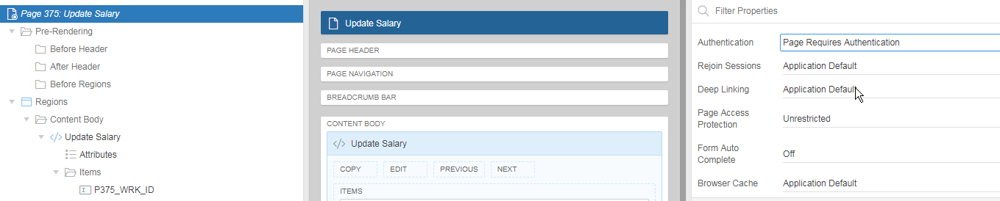 Page 375: Update Salary
Pre-Rendering
Before Header
After Header
Before Regions
Regions
Content Body
Update Salary
Attributes
Items
P375_WRK_ID
Update Salary
PAGE HEADER
PAGE NAVIGATION
BREADCRUMB BAR
CONTENT BODY
Update Salary
COPY EDIT PREVIOUS NEXT
ITEMS
Filter Properties
Authentication Page Requires Authentication
Rejoin Sessions Application Default
Deep Linking Application Default
Page Access
Protection Unrestricted
Form Auto
Complete Off
Browser Cache Application Default